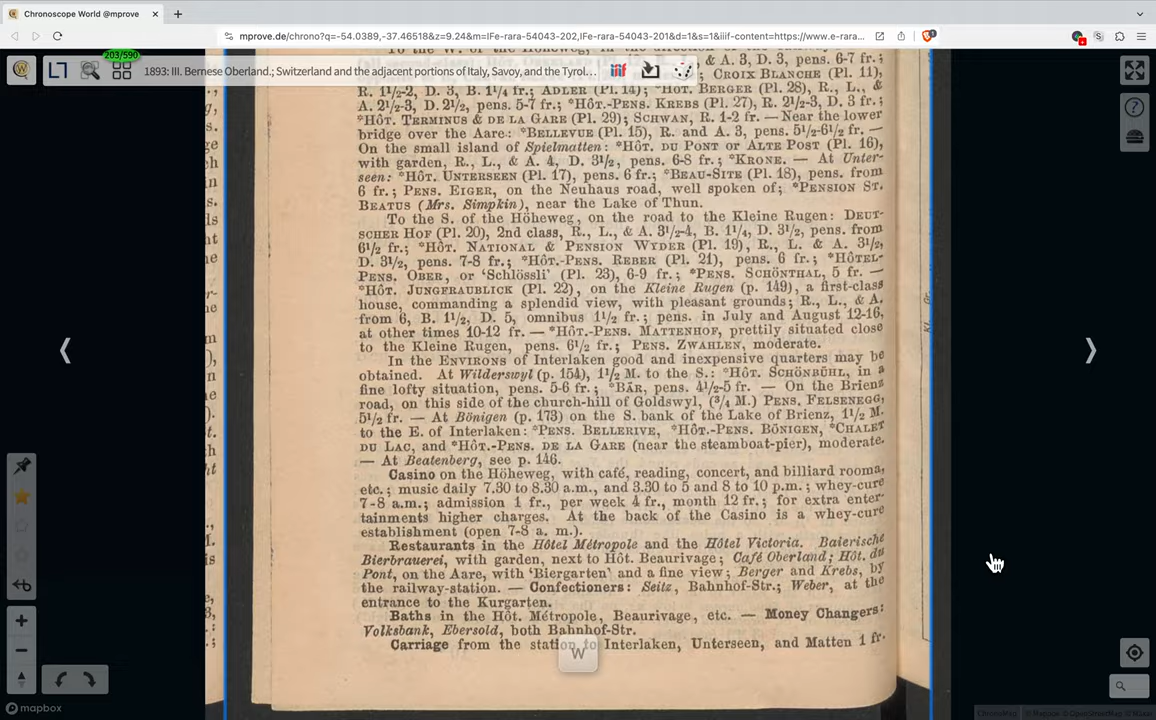 Chronoscope World @mprove
mprove.de/chrono?q=-54.0389,-37.46518&z=9.24&m=IFe-rara-54043-202,IFe-rara-54043-201&d=1&s=1&iiif-content=https://www.e-rara...
203/590
1893: III. Bernese Oberland.; Switzerland and the adjacent portions of Italy, Savoy, and the Tyrol...
& A. 3, D. 3, pens. 6-7 fr.;
; CROIX BLANCHE (Pl. 11),
R. 1½-2, D. 3, B. 1¼ fr.; ADLER (Pl. 14); *HÔT. BERGER (Pl. 28), R., L., &
A. 2½-3, D. 2½, pens. 5-7 fr.; *HÔT.-PENS. KREBS (Pl. 27), R. 2½-3, D. 3 fr.;
*HÔT. TERMINUS & DE LA GARE (Pl. 29); SCHWAN, R. 1-2 fr. — Near the lower
bridge over the Aare: *BELLEVUE (Pl. 15), R. and A. 3, pens. 5½-6½ fr. —
On the small island of Spielmatten: *HÔT. DU PONT or ALTE POST (Pl. 16),
with garden, R., L., & A. 4, D. 3½, pens. 6-8 fr.; *KRONE. — At Unter-
seen: *HÔT. UNTERSEEN (Pl. 17), pens. 6 fr.; *BEAU-SITE (Pl. 18), pens. from
6 fr.; PENS. EIGER, on the Neuhaus road, well spoken of; *PENSION ST.
BEATUS (Mrs. Simpkin), near the Lake of Thun.
To the S. of the Höheweg, on the road to the Kleine Rugen: DEUT-
SCHER HOF (Pl. 20), 2nd class, R., L., & A. 3½-4, B. 1¼, D. 3½, pens. from
6½ fr.; *HÔT. NATIONAL & PENSION WYDER (Pl. 19), R., L. & A. 3½,
D. 3½, pens. 7-8 fr.; *HÔT.-PENS. REBER (Pl. 21), pens. 6 fr.; *HÔTEL-
PENS. OBER, or 'Schlössli' (Pl. 23), 6-9 fr.; *PENS. SCHÖNTHAL, 5 fr. —
*HÔT. JUNGFRAUBLICK (Pl. 22), on the Kleine Rugen (p. 149), a first-class
house, commanding a splendid view, with pleasant grounds; R., L., & A.
from 6, B. 1½, D. 5, omnibus 1½ fr.; pens. in July and August 12-16,
at other times 10-12 fr. — *HÔT.-PENS. MATTENHOF, prettily situated close
to the Kleine Rugen, pens. 6½ fr.; PENS. ZWAHLEN, moderate.
In the ENVIRONS of Interlaken good and inexpensive quarters may be
obtained. At Wilderswyl (p. 154), 1½ M. to the S.: *HÔT. SCHÖNBÜHL, in a
fine lofty situation, pens. 5-6 fr.; *BÄR, pens. 4½-5 fr. — On the Brienz
road, on this side of the church-hill of Goldswyl, (¾ M.) PENS. FELSENEGG,
5½ fr. — At Bönigen (p. 173) on the S. bank of the Lake of Brienz, 1½ M.
to the E. of Interlaken: *PENS. BELLERIVE, *HÔT.-PENS. BÖNIGEN, *CHALET
DU LAC, and *HÔT.-PENS. DE LA GARE (near the steamboat-pier), moderate.
— At Beatenberg, see p. 146.
Casino on the Höheweg, with café, reading, concert, and billiard rooms,
etc.; music daily 7.30 to 8.30 a.m., and 3.30 to 5 and 8 to 10 p.m.; whey-cure
7-8 a.m.; admission 1 fr., per week 4 fr., month 12 fr.; for extra enter-
tainments higher charges. At the back of the Casino is a whey-cure
establishment (open 7-8 a. m.).
Restaurants in the Hôtel Métropole and the Hôtel Victoria. Baierische
Bierbrauerei, with garden, next to Hôt. Beaurivage; Café Oberland; Hôt. du
Pont, on the Aare, with 'Biergarten' and a fine view; Berger and Krebs, by
the railway-station. — Confectioners: Seitz, Bahnhof-Str.; Weber, at the
entrance to the Kurgarten.
Baths in the Hôt. Métropole, Beaurivage, etc. — Money Changers:
Volksbank, Ebersold, both Bahnhof-Str.
Carriage from the station to Interlaken, Unterseen, and Matten 1 fr.
W
mapbox